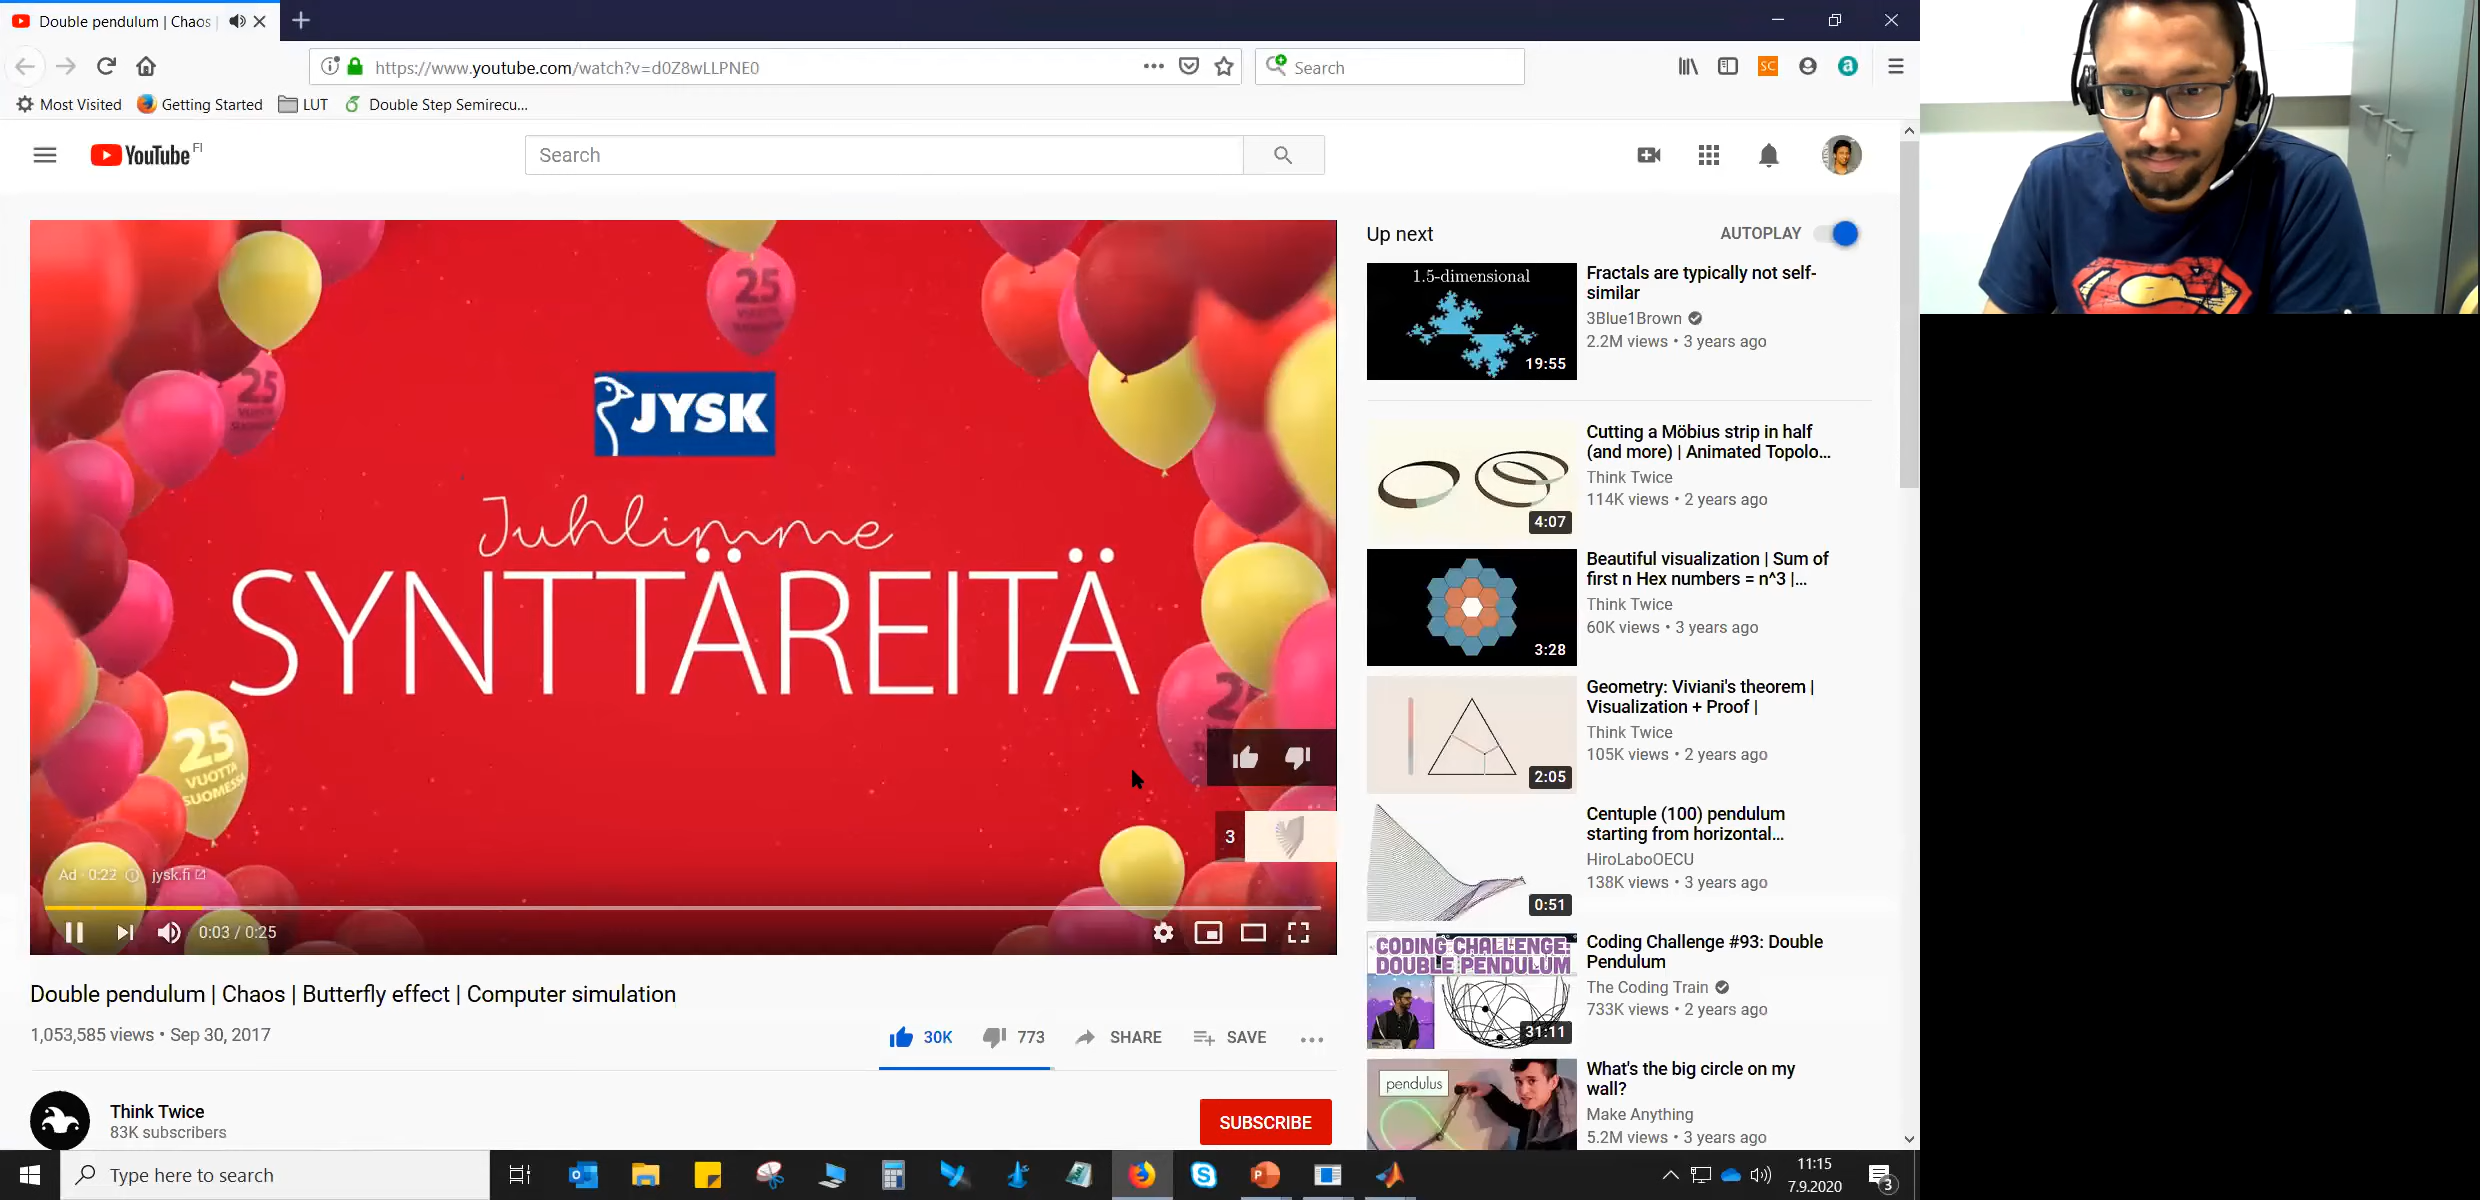 Double pendulum | Chaos |
https://www.youtube.com/watch?v=d0Z8wLLPNE0
Search
SC
a
Most Visited
Getting Started
LUT
Double Step Semirecu...
YouTube FI
Search
25
25
JYSK
Juhlimme
SYNTTÄREITÄ
25
VUOTTA
SUOMESSA
3
Ad · 0:22
jysk.fi
0:03 / 0:25
Double pendulum | Chaos | Butterfly effect | Computer simulation
1,053,585 views • Sep 30, 2017
30K
773
SHARE
SAVE
Think Twice
83K subscribers
SUBSCRIBE
Up next
AUTOPLAY
1.5-dimensional
19:55
Fractals are typically not self-
similar
3Blue1Brown
2.2M views • 3 years ago
4:07
Cutting a Möbius strip in half
(and more) | Animated Topolo...
Think Twice
114K views • 2 years ago
3:28
Beautiful visualization | Sum of
first n Hex numbers = n^3 |...
Think Twice
60K views • 3 years ago
2:05
Geometry: Viviani's theorem |
Visualization + Proof |
Think Twice
105K views • 2 years ago
0:51
Centuple (100) pendulum
starting from horizontal...
HiroLaboOECU
138K views • 3 years ago
CODING CHALLENGE:
DOUBLE PENDULUM
31:11
Coding Challenge #93: Double
Pendulum
The Coding Train
733K views • 2 years ago
pendulus
What's the big circle on my
wall?
Make Anything
5.2M views • 3 years ago
Type here to search
11:15
7.9.2020
3